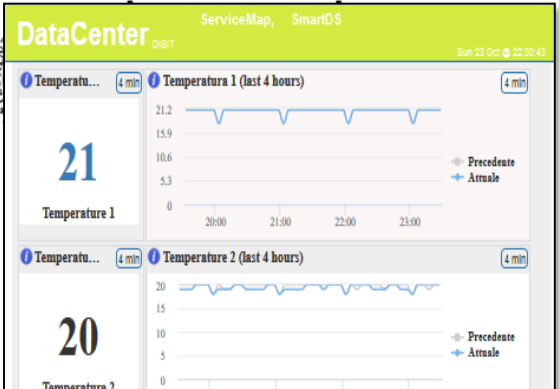 ServiceMap, SmartDS
DataCenter DISIT
Sun 23 Oct @ 22:30:43
Temperatu... 4 min
21
Temperature 1
Temperatura 1 (last 4 hours) 4 min
21.2
15.9
10.6
5.3
0
20:00 21:00 22:00 23:00
Precedente
Attuale
Temperatu... 4 min
20
Temperature 2
Temperature 2 (last 4 hours) 4 min
20
15
10
5
0
Precedente
Attuale